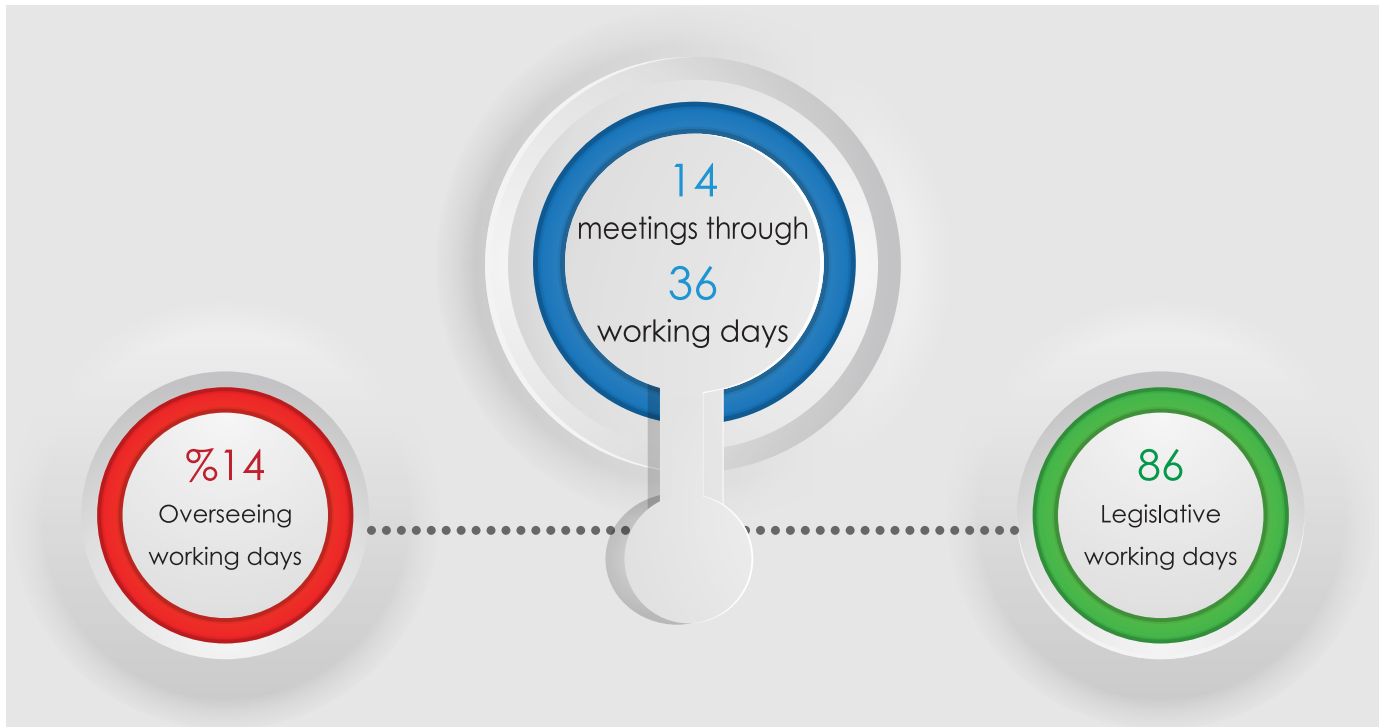 14
meetings through
36
working days
%14
Overseeing
working days
86
Legislative
working days